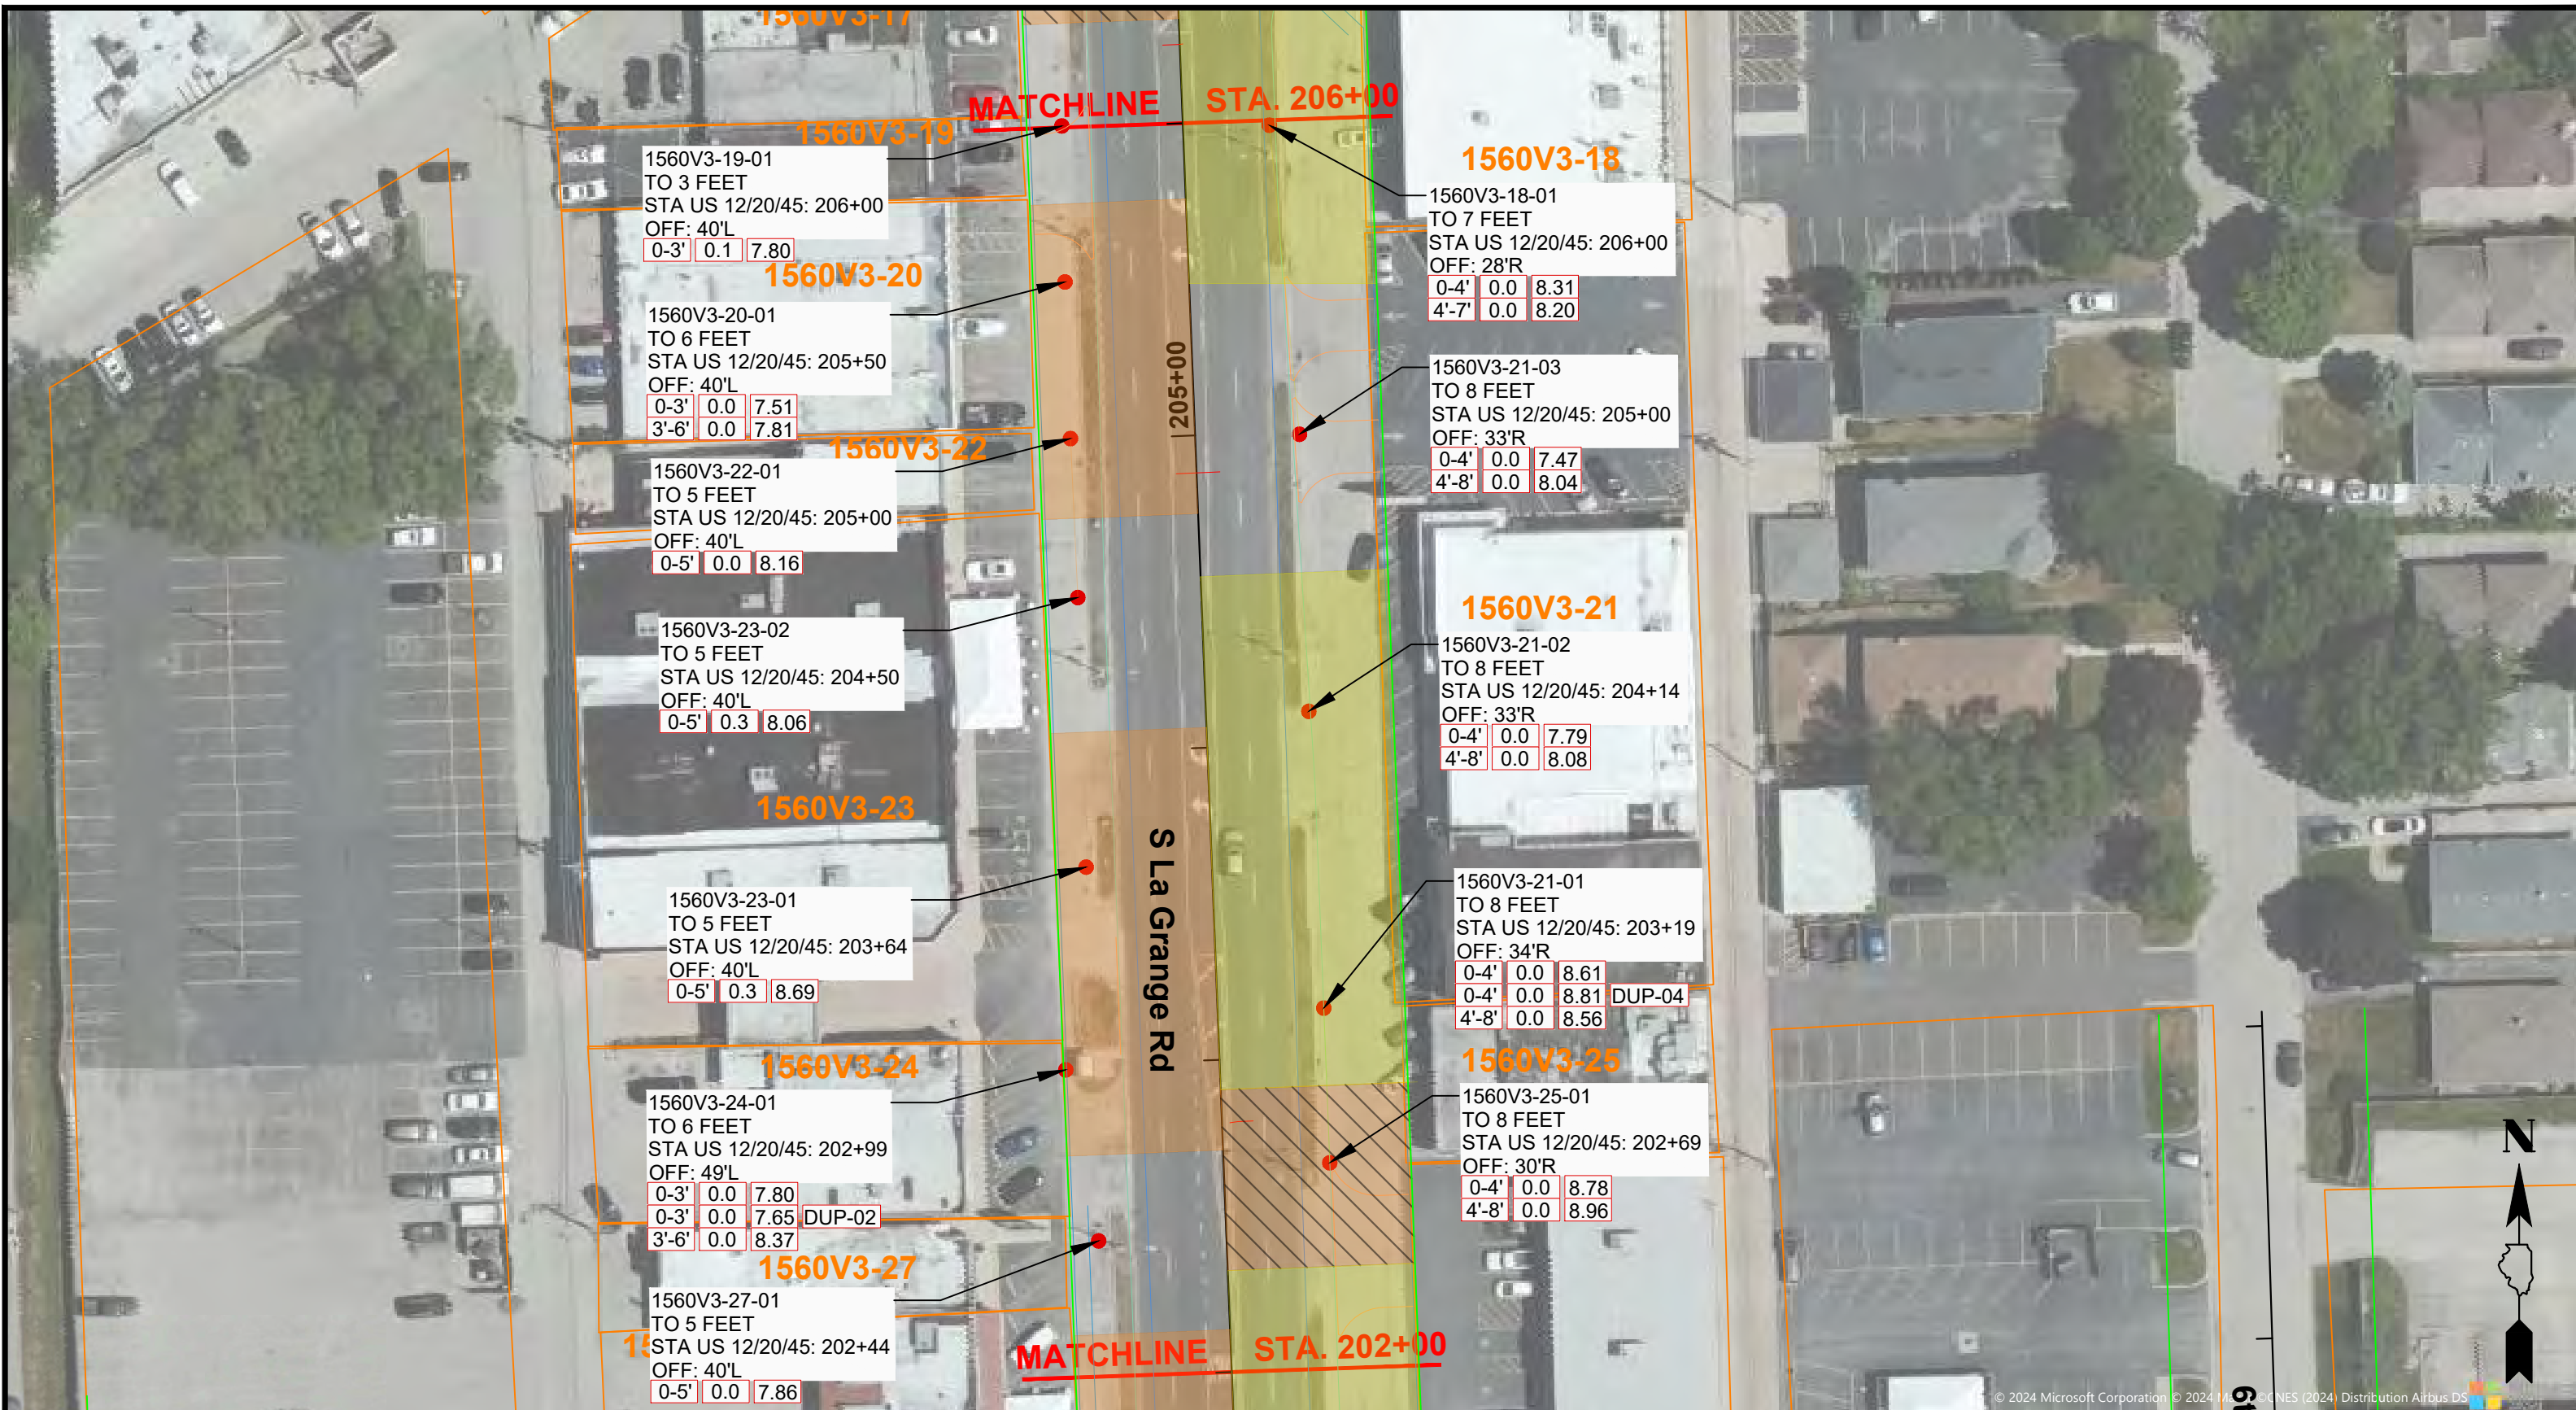 1560V3-17
MATCHLINE STA. 206+00
1560V3-19
1560V3-19-01
TO 3 FEET
STA US 12/20/45: 206+00
OFF: 40'L
0-3' 0.1 7.80
1560V3-18
1560V3-18-01
TO 7 FEET
STA US 12/20/45: 206+00
OFF: 28'R
0-4' 0.0 8.31
4'-7' 0.0 8.20
1560V3-20
1560V3-20-01
TO 6 FEET
STA US 12/20/45: 205+50
OFF: 40'L
0-3' 0.0 7.51
3'-6' 0.0 7.81
205+00
1560V3-21-03
TO 8 FEET
STA US 12/20/45: 205+00
OFF: 33'R
0-4' 0.0 7.47
4'-8' 0.0 8.04
1560V3-22
1560V3-22-01
TO 5 FEET
STA US 12/20/45: 205+00
OFF: 40'L
0-5' 0.0 8.16
1560V3-23-02
TO 5 FEET
STA US 12/20/45: 204+50
OFF: 40'L
0-5' 0.3 8.06
1560V3-21
1560V3-21-02
TO 8 FEET
STA US 12/20/45: 204+14
OFF: 33'R
0-4' 0.0 7.79
4'-8' 0.0 8.08
1560V3-23
1560V3-23-01
TO 5 FEET
STA US 12/20/45: 203+64
OFF: 40'L
0-5' 0.3 8.69
S La Grange Rd
1560V3-21-01
TO 8 FEET
STA US 12/20/45: 203+19
OFF: 34'R
0-4' 0.0 8.61
0-4' 0.0 8.81 DUP-04
4'-8' 0.0 8.56
1560V3-24
1560V3-24-01
TO 6 FEET
STA US 12/20/45: 202+99
OFF: 49'L
0-3' 0.0 7.80
0-3' 0.0 7.65 DUP-02
3'-6' 0.0 8.37
1560V3-25
1560V3-25-01
TO 8 FEET
STA US 12/20/45: 202+69
OFF: 30'R
0-4' 0.0 8.78
4'-8' 0.0 8.96
1560V3-27
1560V3-27-01
TO 5 FEET
STA US 12/20/45: 202+44
OFF: 40'L
0-5' 0.0 7.86
MATCHLINE STA. 202+00
N
© 2024 Microsoft Corporation © 2024 ©CNES (2024) Distribution Airbus DS